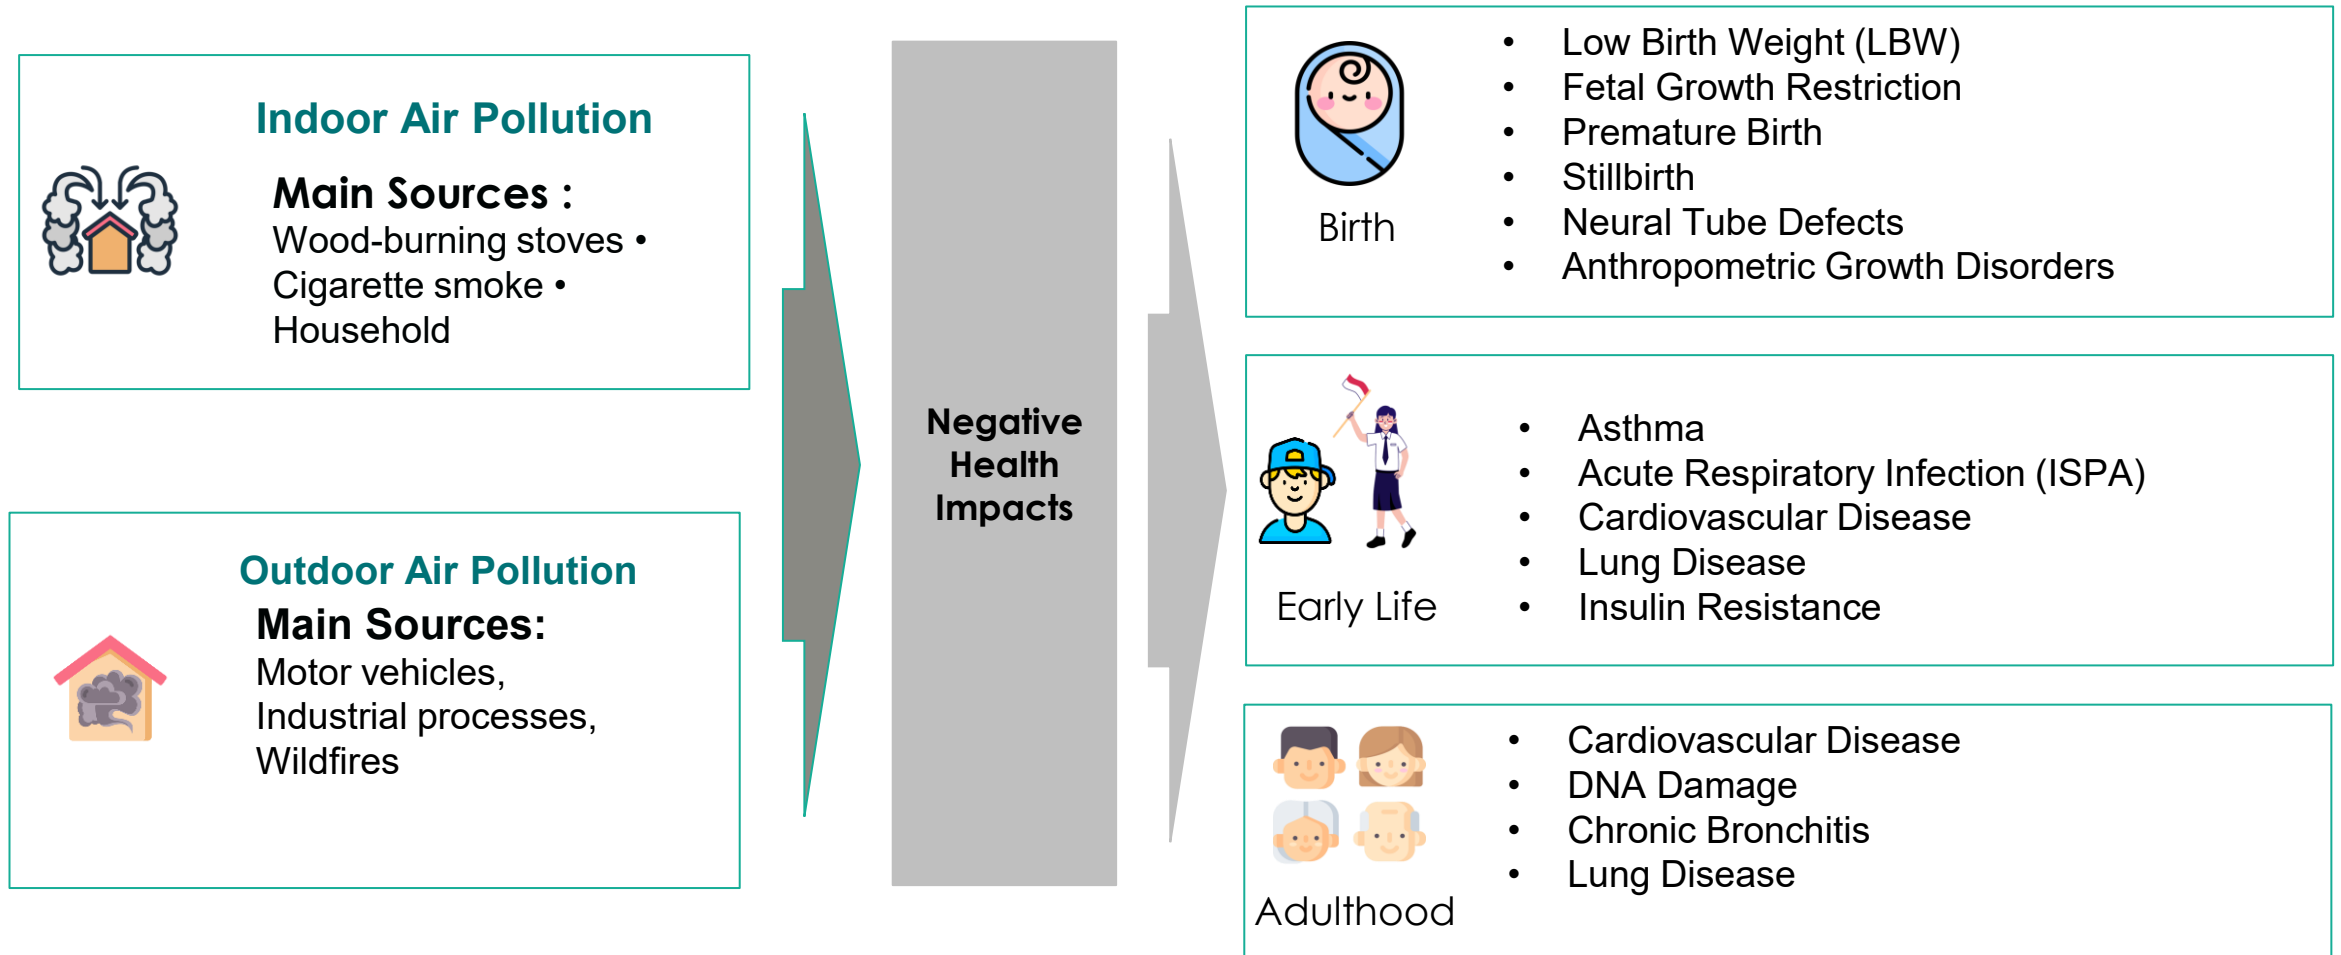 Indoor Air Pollution
Main Sources :
Wood-burning stoves •
Cigarette smoke •
Household
Outdoor Air Pollution
Main Sources:
Motor vehicles,
Industrial processes,
Wildfires
Negative
Health
Impacts
• Low Birth Weight (LBW)
• Fetal Growth Restriction
• Premature Birth
• Stillbirth
• Neural Tube Defects
• Anthropometric Growth Disorders
Birth
• Asthma
• Acute Respiratory Infection (ISPA)
• Cardiovascular Disease
• Lung Disease
• Insulin Resistance
Early Life
• Cardiovascular Disease
• DNA Damage
• Chronic Bronchitis
• Lung Disease
Adulthood